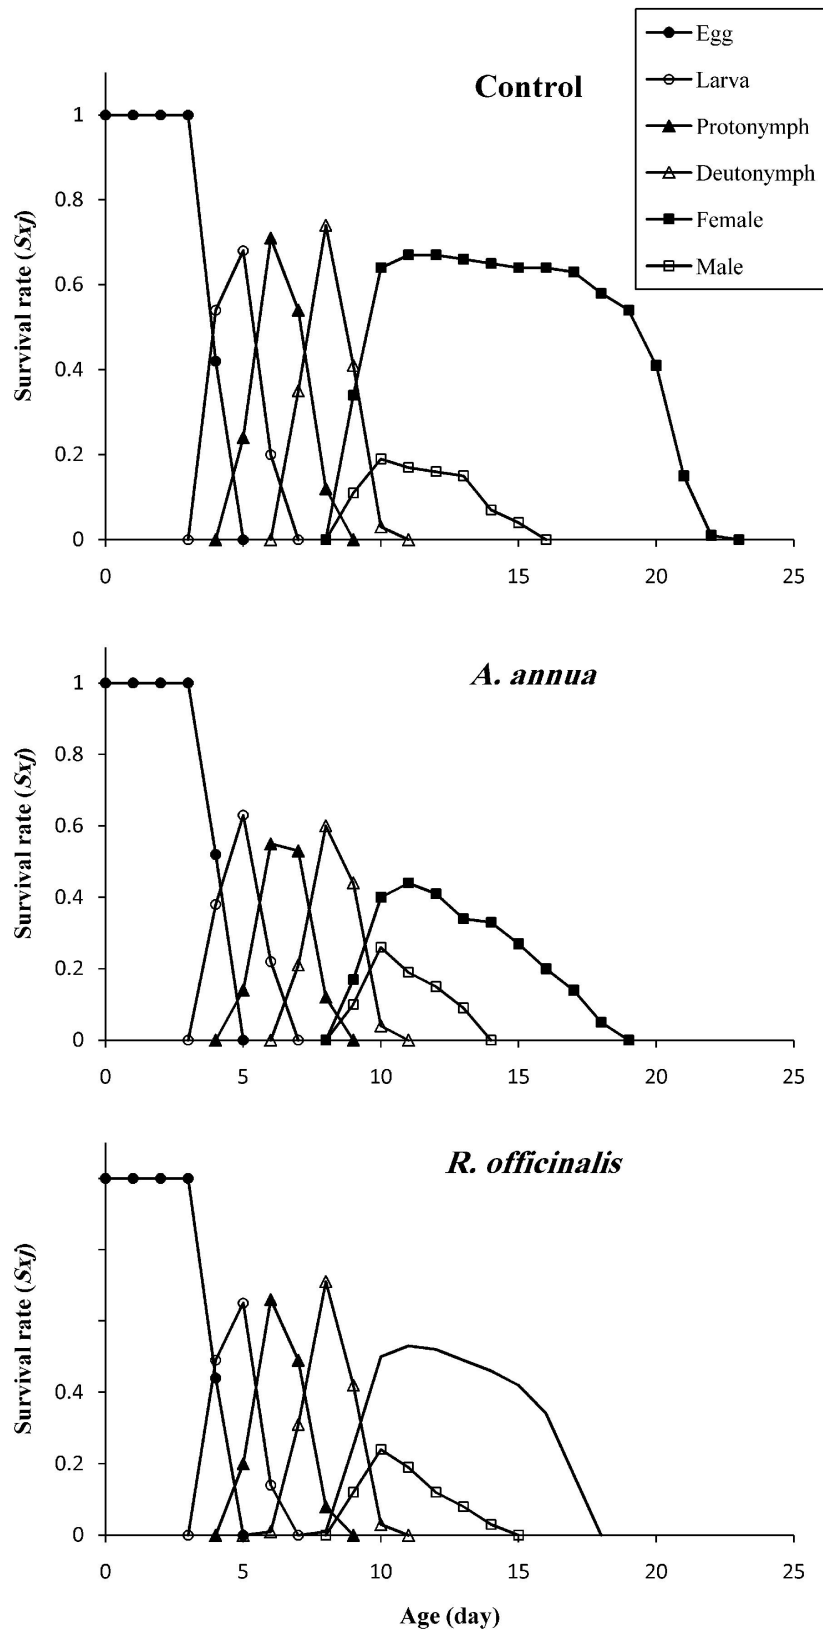 Egg
Larva
Protonymph
Deutonymph
Female
Male
Control
1
0.8
0.6
0.4
0.2
0
Survival rate (Sxj)
0 15 20 25
A. annua
1
0.8
0.6
0.4
0.2
0
Survival rate (Sxj)
0 5 10 15 20 25
R. officinalis
0.4
0.2
0
Survival rate (Sxj)
0 5 10 15 20 25
Age (day)